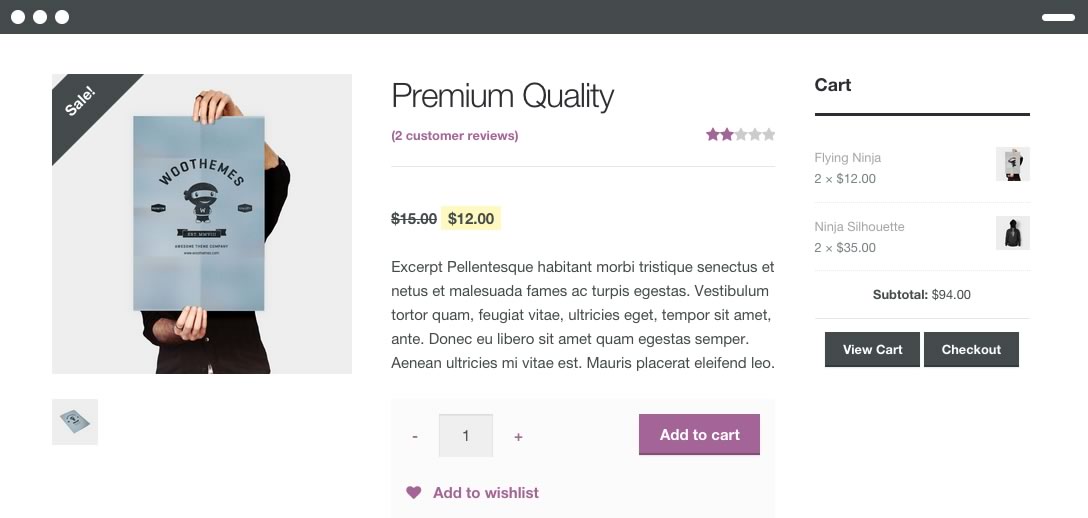 Sale!
WOOTHEMES
W
EST MMVIII
AWESOME THEME COMPANY
www.woothemes.com
Premium Quality
(2 customer reviews)
$15.00 $12.00
Excerpt Pellentesque habitant morbi tristique senectus et
netus et malesuada fames ac turpis egestas. Vestibulum
tortor quam, feugiat vitae, ultricies eget, tempor sit amet,
ante. Donec eu libero sit amet quam egestas semper.
Aenean ultricies mi vitae est. Mauris placerat eleifend leo.
- 1 +
Add to cart
Add to wishlist
Cart
Flying Ninja
2 × $12.00
Ninja Silhouette
2 × $35.00
Subtotal: $94.00
View Cart
Checkout